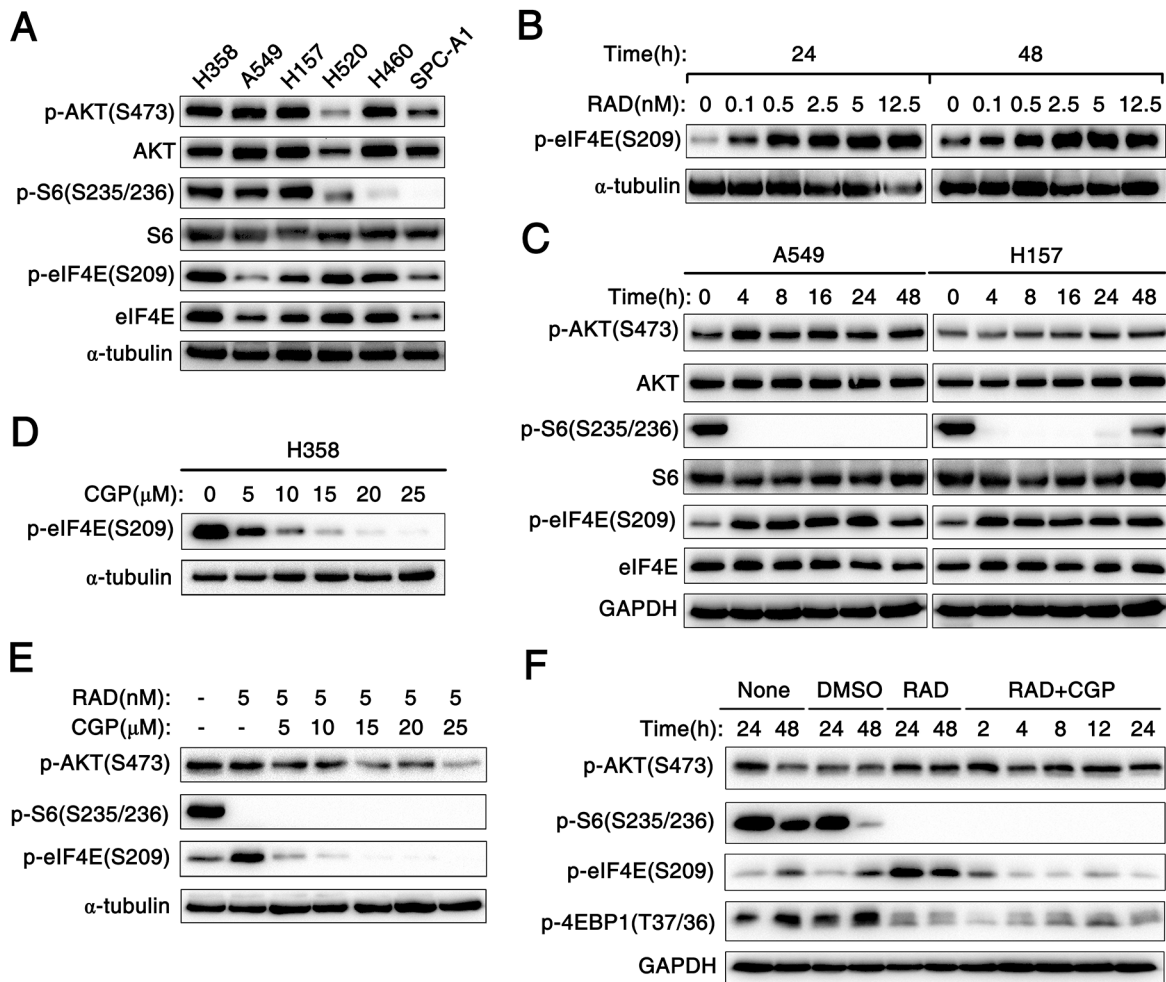 A
H358 A549 H157 H520 H460 SPC-A1
p-AKT(S473)
AKT
p-S6(S235/236)
S6
p-eIF4E(S209)
eIF4E
α-tubulin
B
Time(h): 24 48
RAD(nM): 0 0.1 0.5 2.5 5 12.5 0 0.1 0.5 2.5 5 12.5
p-eIF4E(S209)
α-tubulin
C
A549 H157
Time(h): 0 4 8 16 24 48 0 4 8 16 24 48
p-AKT(S473)
AKT
p-S6(S235/236)
S6
p-eIF4E(S209)
eIF4E
GAPDH
D
H358
CGP(μM): 0 5 10 15 20 25
p-eIF4E(S209)
α-tubulin
E
RAD(nM): - 5 5 5 5 5 5
CGP(μM): - - 5 10 15 20 25
p-AKT(S473)
p-S6(S235/236)
p-eIF4E(S209)
α-tubulin
F
None DMSO RAD RAD+CGP
Time(h): 24 48 24 48 24 48 2 4 8 12 24
p-AKT(S473)
p-S6(S235/236)
p-eIF4E(S209)
p-4EBP1(T37/36)
GAPDH